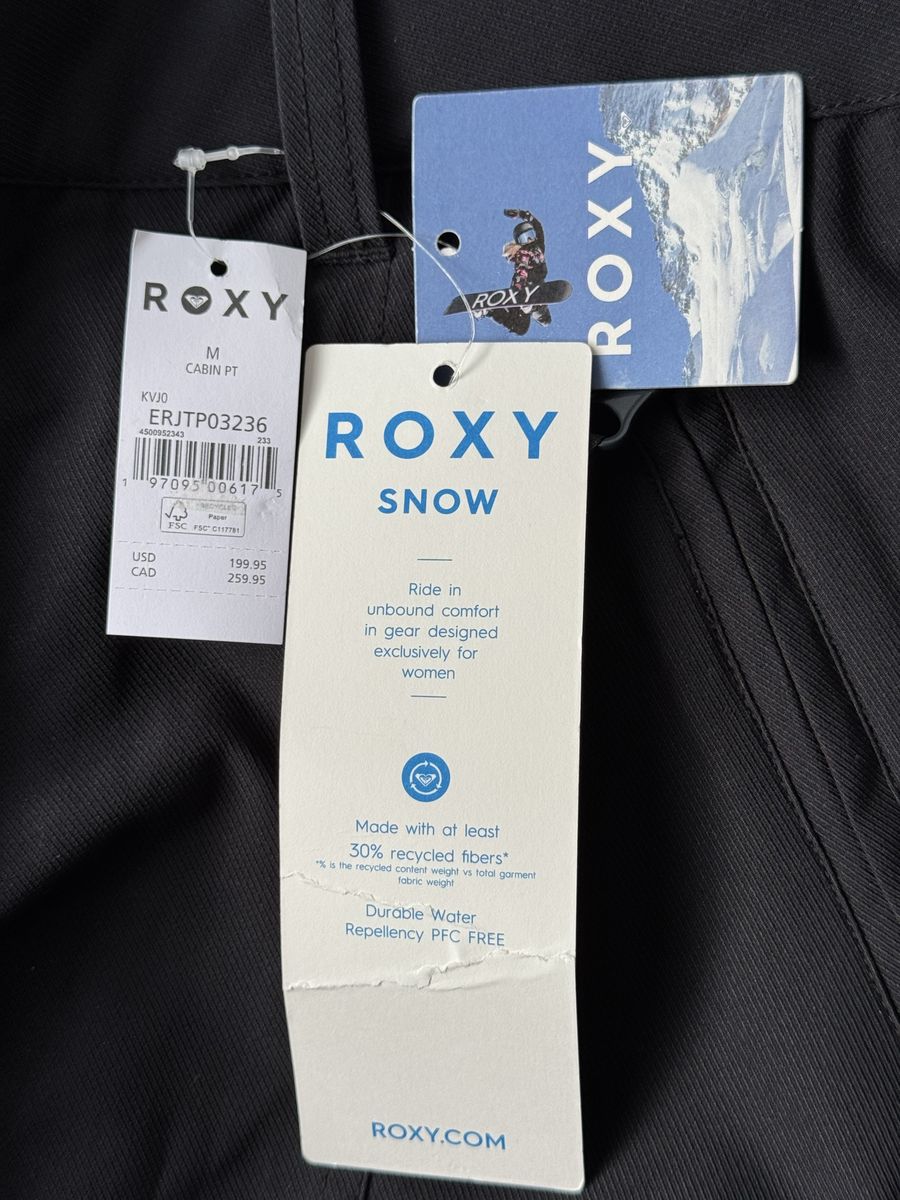 ROXY
M
CABIN PT
KVJ0
ERJTP03236
4500952343 233
1 97095 00617 5
RECYCLED
Paper
FSC FSC™ C117781
USD 199.95
CAD 259.95
ROXY
ROXY
ROXY
SNOW
Ride in
unbound comfort
in gear designed
exclusively for
women
Made with at least
30% recycled fibers*
*% is the recycled content weight vs total garment
fabric weight
Durable Water
Repellency PFC FREE
ROXY.COM